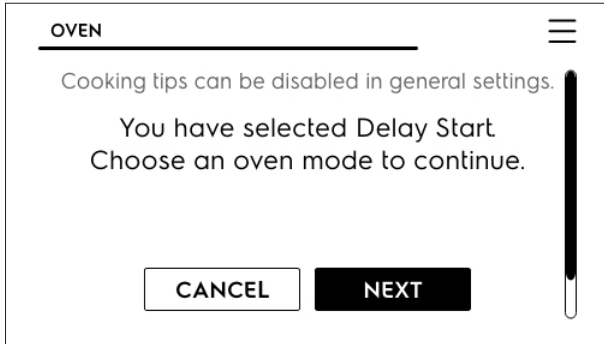 OVEN
Cooking tips can be disabled in general settings.
You have selected Delay Start.
Choose an oven mode to continue.
CANCEL NEXT